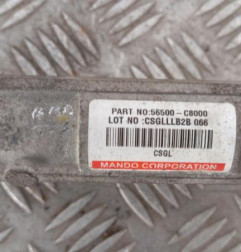 PART NO:56500-C8000
LOT NO :CSGLLLB2B 066
CSGL
MANDO CORPORATION